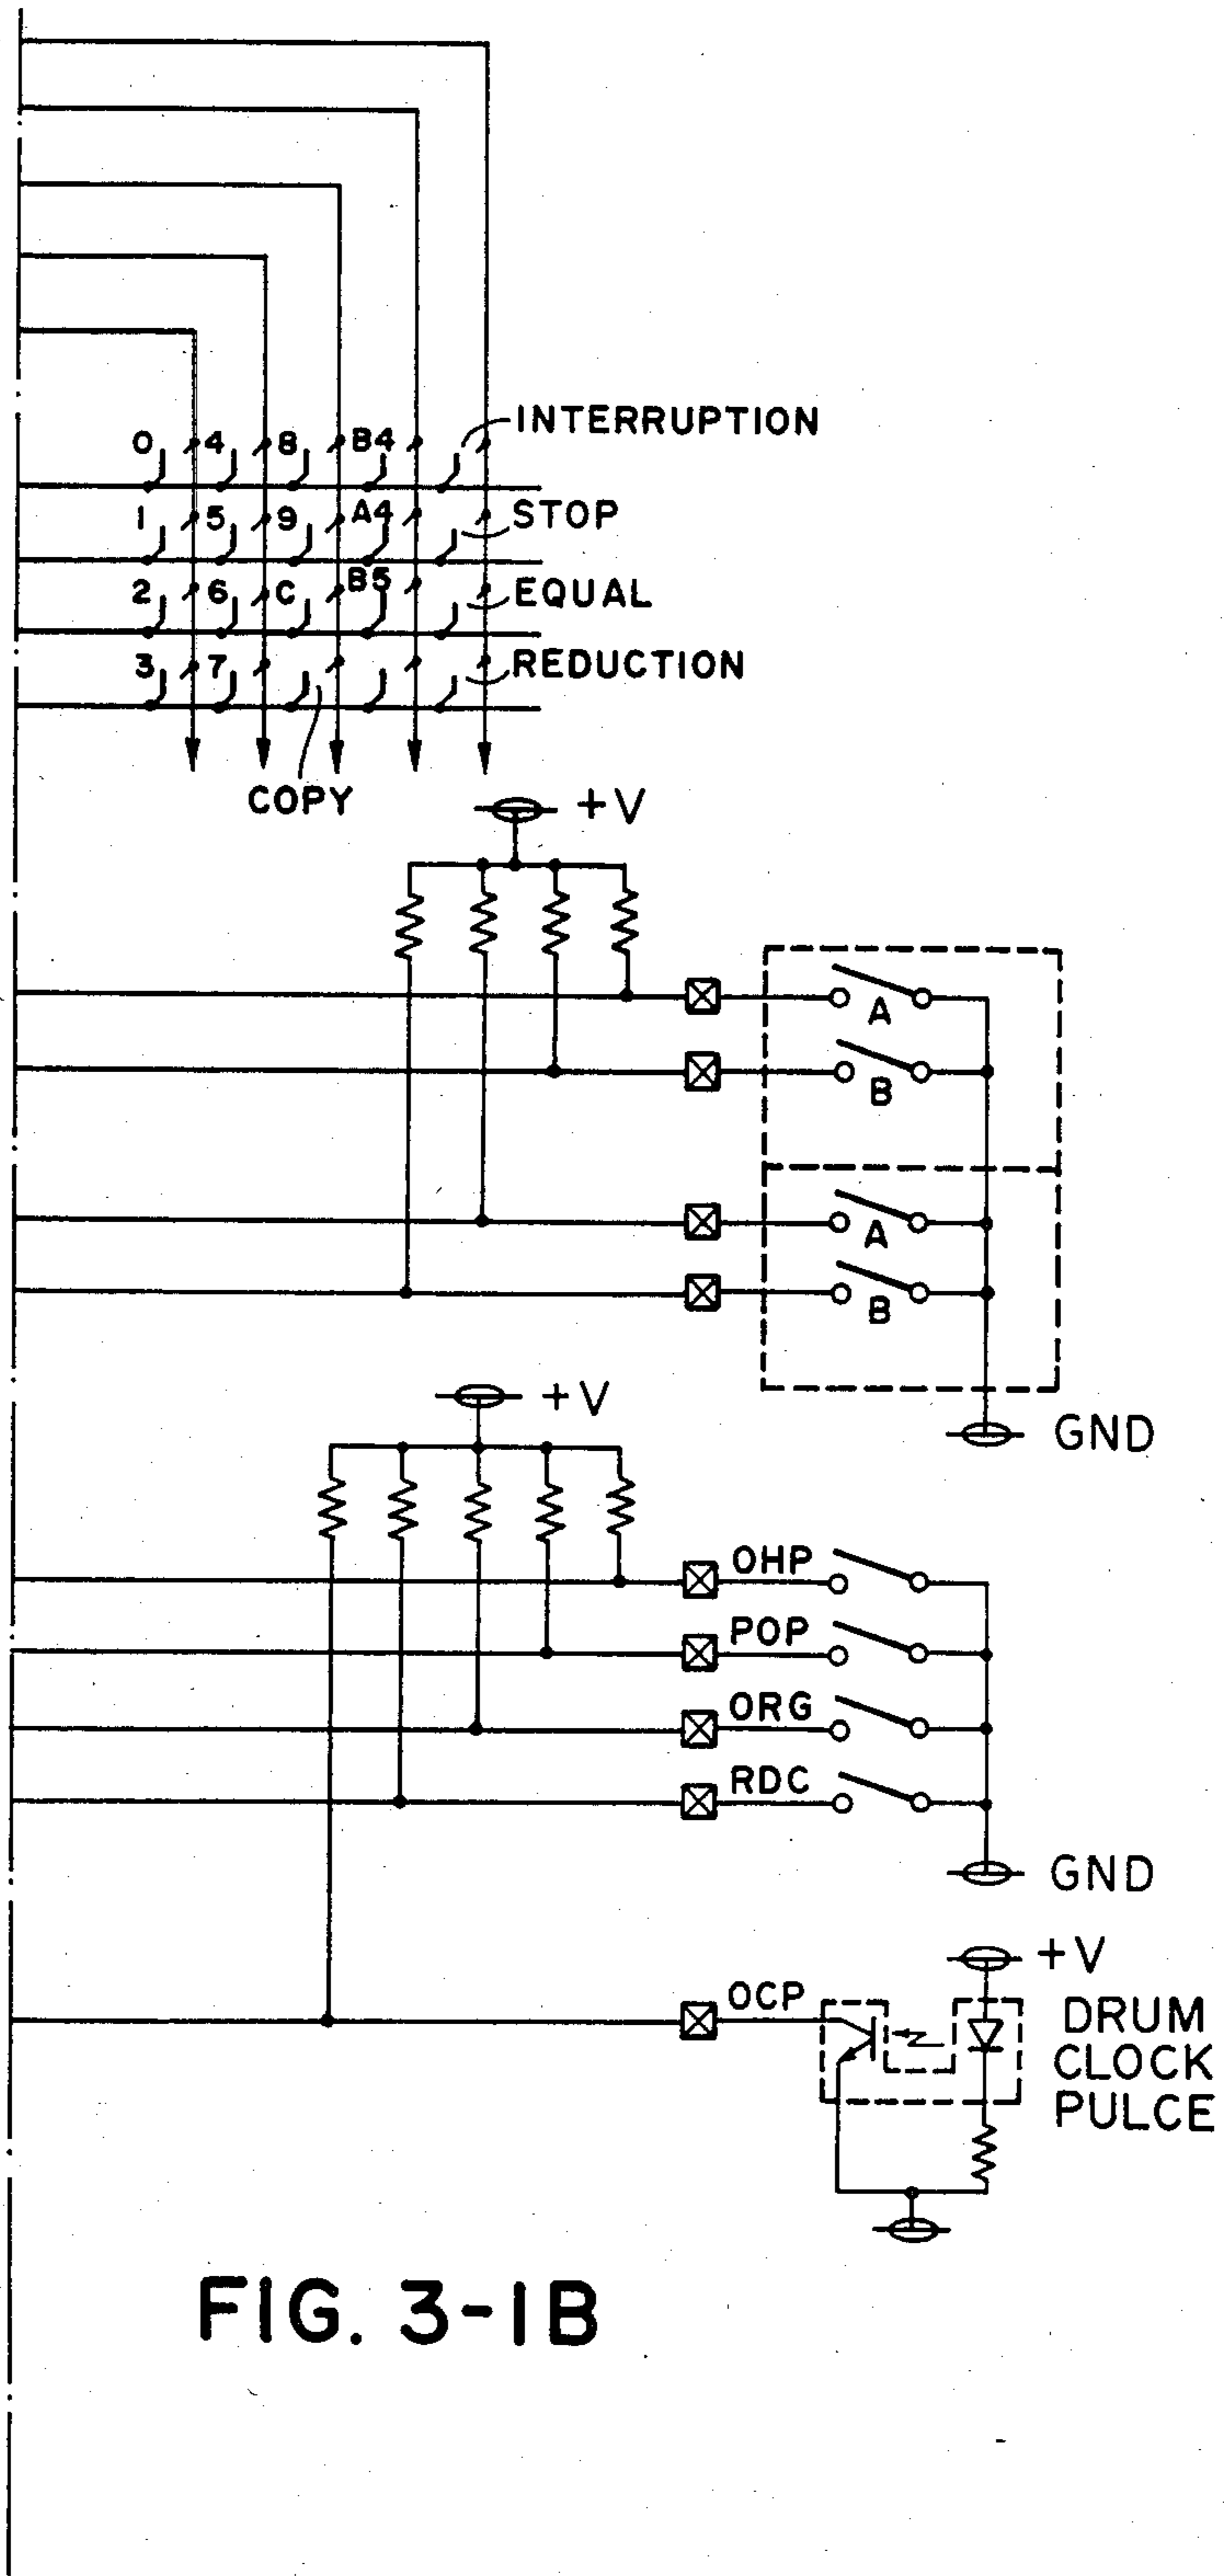 0 4 8 B4 INTERRUPTION
1 5 9 A4 STOP
2 6 C B5 EQUAL
3 7 REDUCTION
COPY
+V
A
B
A
B
+V
GND
OHP
POP
ORG
RDC
GND
+V
OCP
DRUM
CLOCK
PULCE
FIG. 3-1B